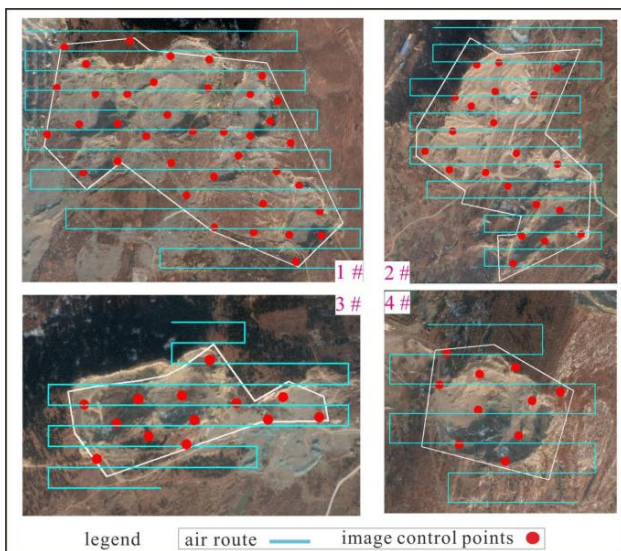 1 # 2 #
3 # 4 #
legend air route image control points